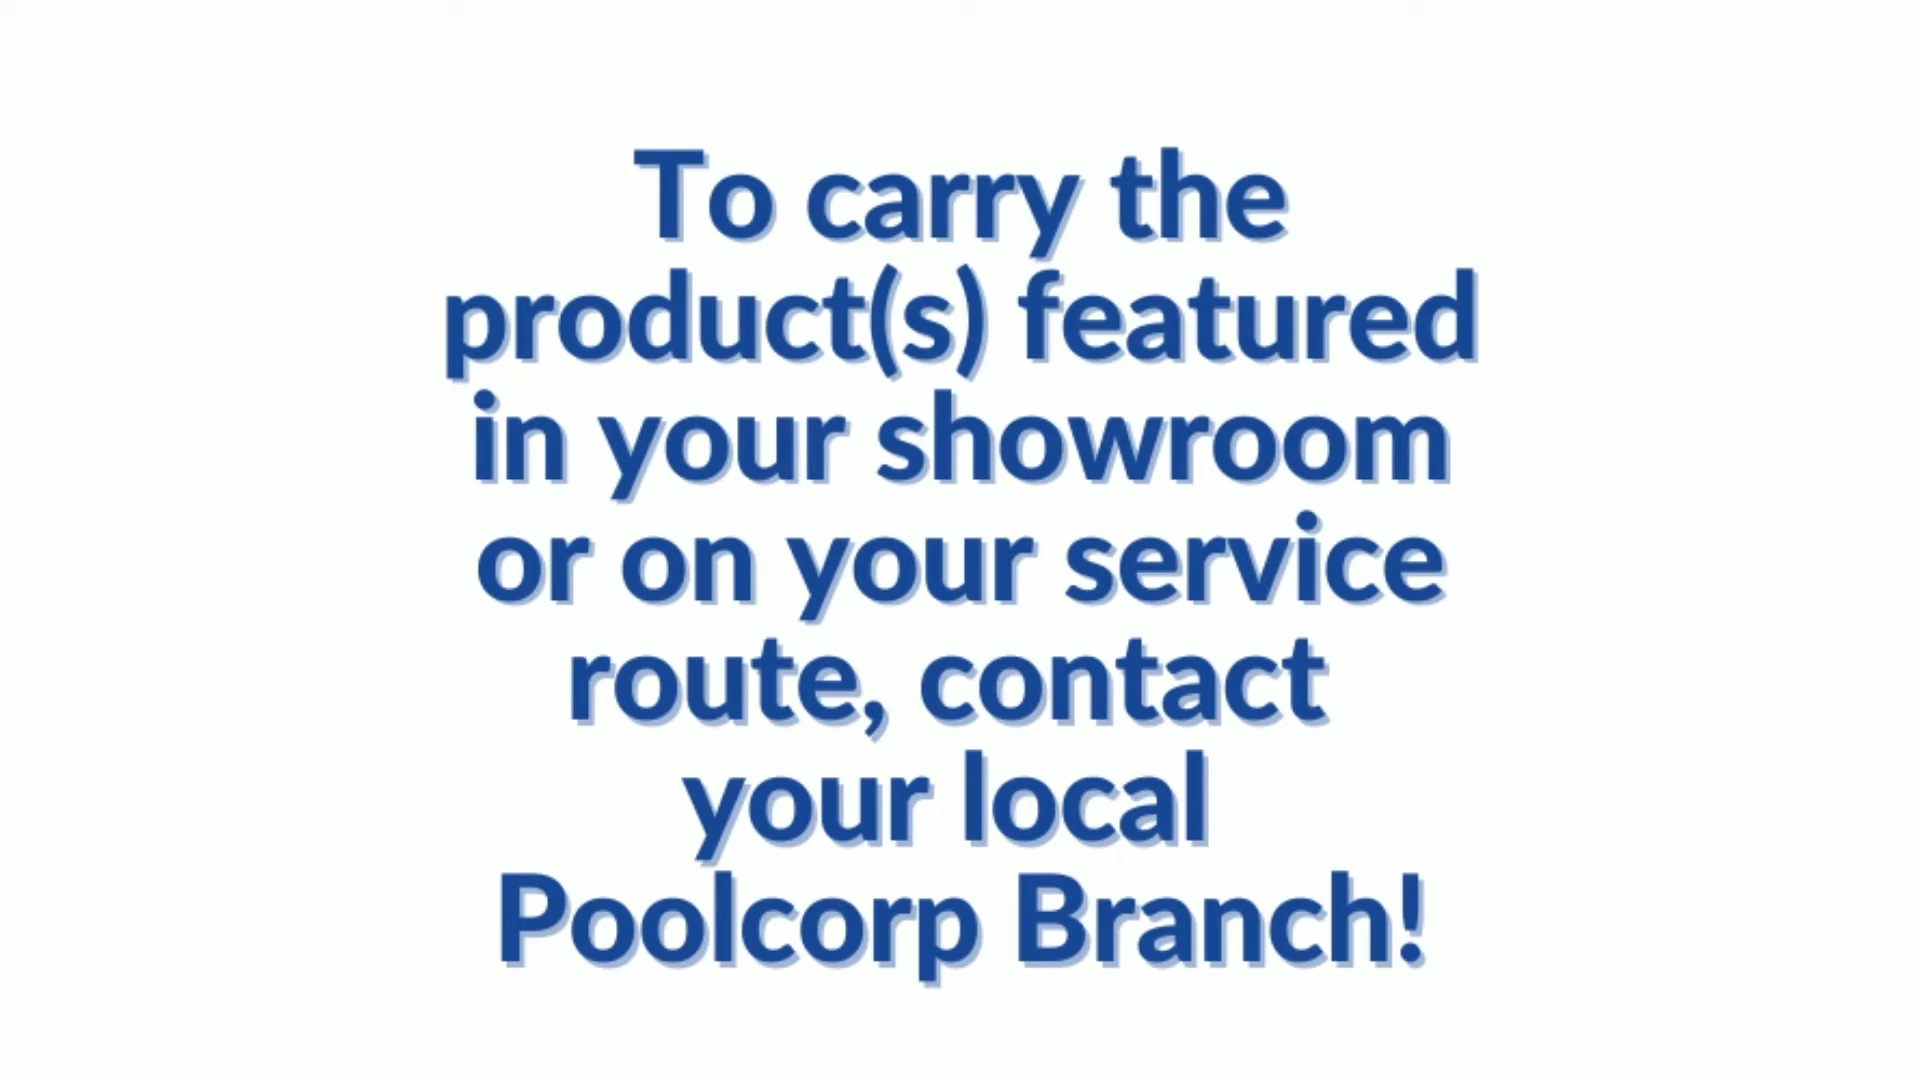 To carry the
product(s) featured
in your showroom
or on your service
route, contact
your local
Poolcorp Branch!